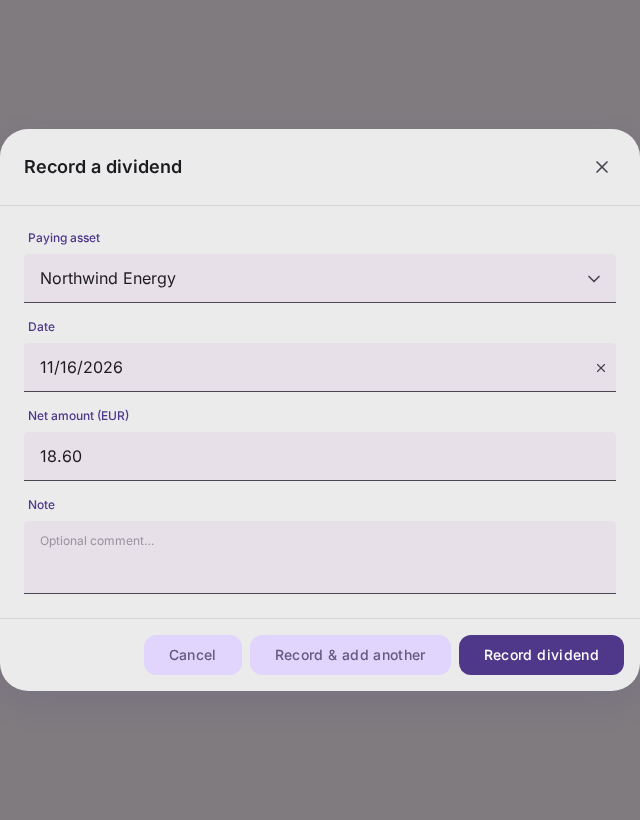 Record a dividend
Paying asset
Northwind Energy
Date
11/16/2026
Net amount (EUR)
18.60
Note
Optional comment...
Cancel
Record & add another
Record dividend